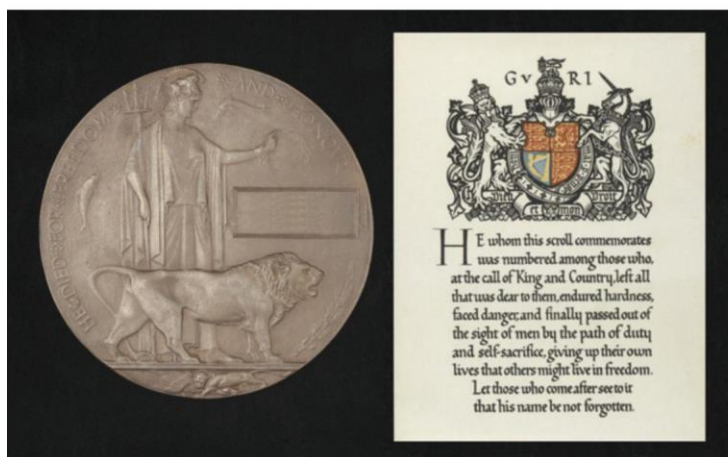 HE DIED FOR FREEDOM AND HONOUR
G v R I
Dieu et mon Droit
HE whom this scroll commemorates
was numbered among those who,
at the call of King and Country, left all
that was dear to them, endured hardness,
faced danger, and finally passed out of
the sight of men by the path of duty
and self-sacrifice, giving up their own
lives that others might live in freedom.
Let those who come after see to it
that his name be not forgotten.